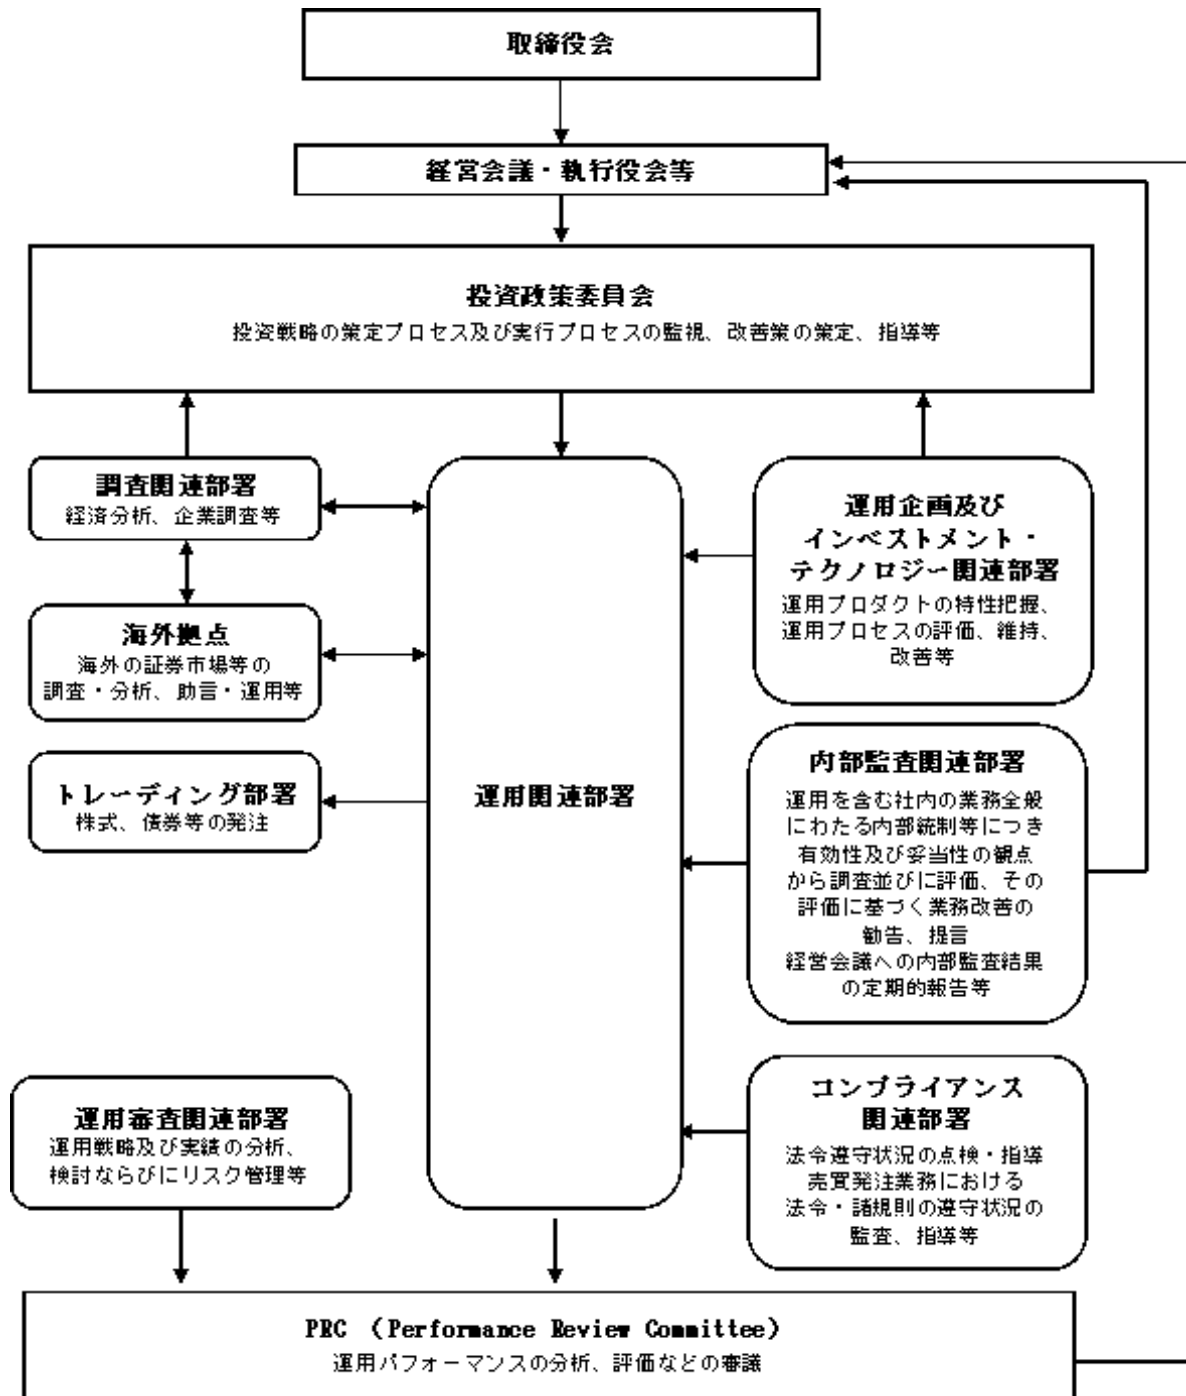 取締役会
経営会議・執行役会等
投資政策委員会
投資戦略の策定プロセス及び実行プロセスの監視、改善策の策定、指導等
調査関連部署
経済分析、企業調査等
海外拠点
海外の証券市場等の
調査・分析、助言・運用等
トレーディング部署
株式、債券等の発注
運用審査関連部署
運用戦略及び実績の分析、
検討ならびにリスク管理等
運用関連部署
運用企画及び
インベストメント・
テクノロジー関連部署
運用プロダクトの特性把握、
運用プロセスの評価、維持、
改善等
内部監査関連部署
運用を含む社内の業務全般
にわたる内部統制等につき
有効性及び妥当性の観点
から調査並びに評価、その
評価に基づく業務改善の
勧告、提言
経営会議への内部監査結果
の定期的報告等
コンプライアンス
関連部署
法令遵守状況の点検・指導
売買発注業務における
法令・諸規則の遵守状況の
監査、指導等
PRC （Performance Review Committee）
運用パフォーマンスの分析、評価などの審議